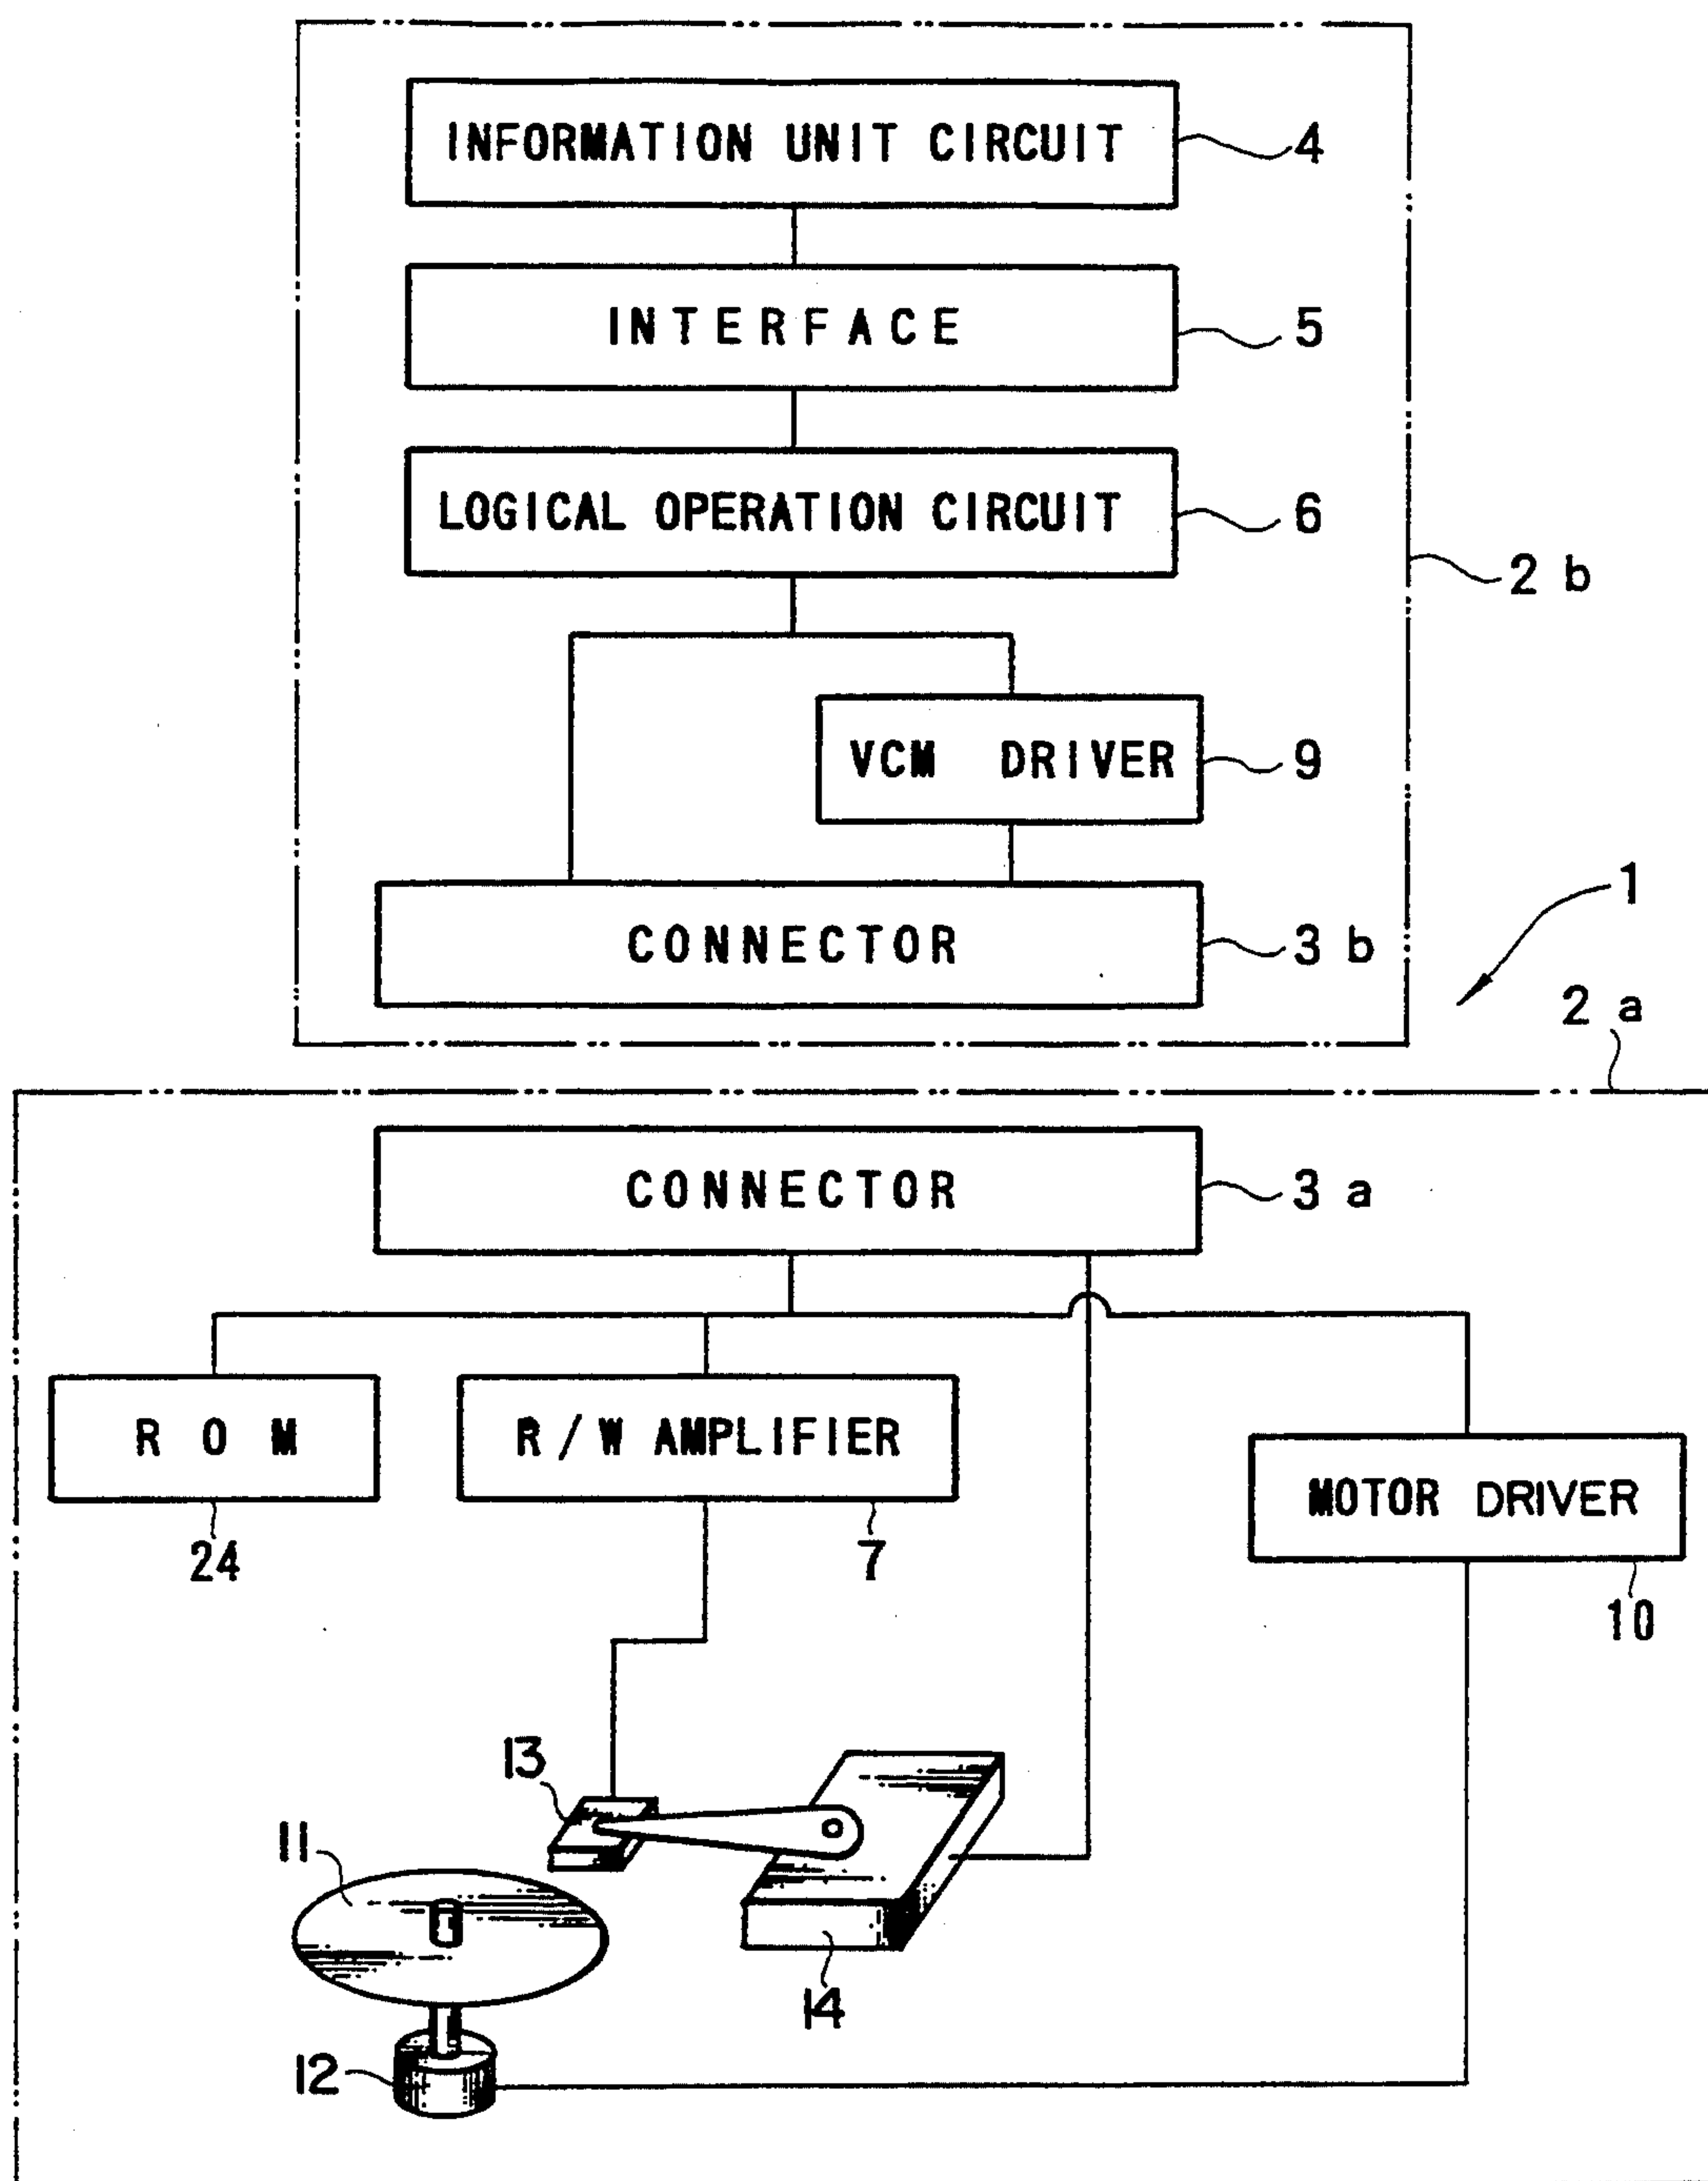 INFORMATION UNIT CIRCUIT 4
INTERFACE 5
LOGICAL OPERATION CIRCUIT 6
2 b
VCM DRIVER 9
1
CONNECTOR 3 b
2 a
CONNECTOR 3 a
ROM R/W AMPLIFIER
MOTOR DRIVER
24 7
10
13
11
14
12